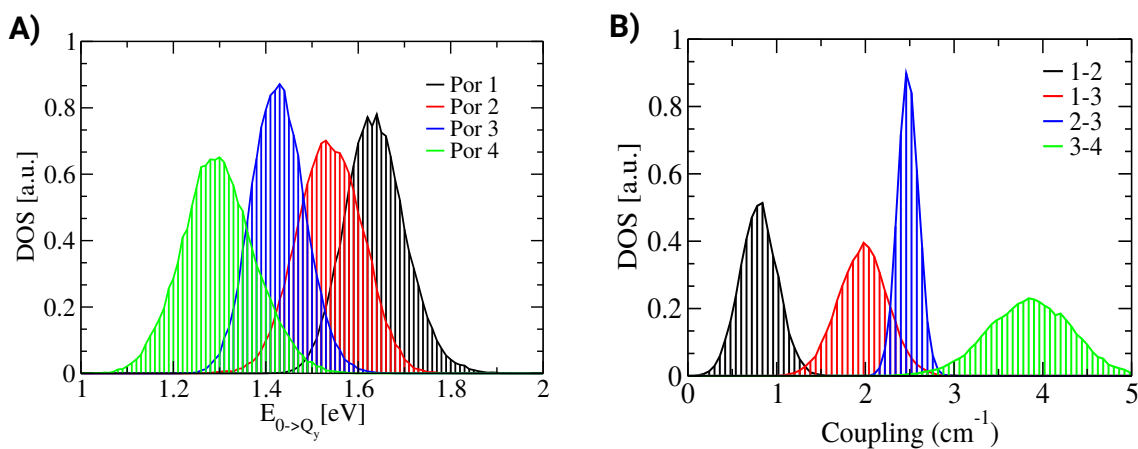 A)
DOS [a.u.]
1
0.8
0.6
0.4
0.2
0
1
1.2
1.4
1.6
1.8
2
E0->Qy [eV]
Por 1
Por 2
Por 3
Por 4
B)
DOS [a.u.]
1
0.8
0.6
0.4
0.2
0
0
1
2
3
4
5
Coupling (cm-1)
1-2
1-3
2-3
3-4